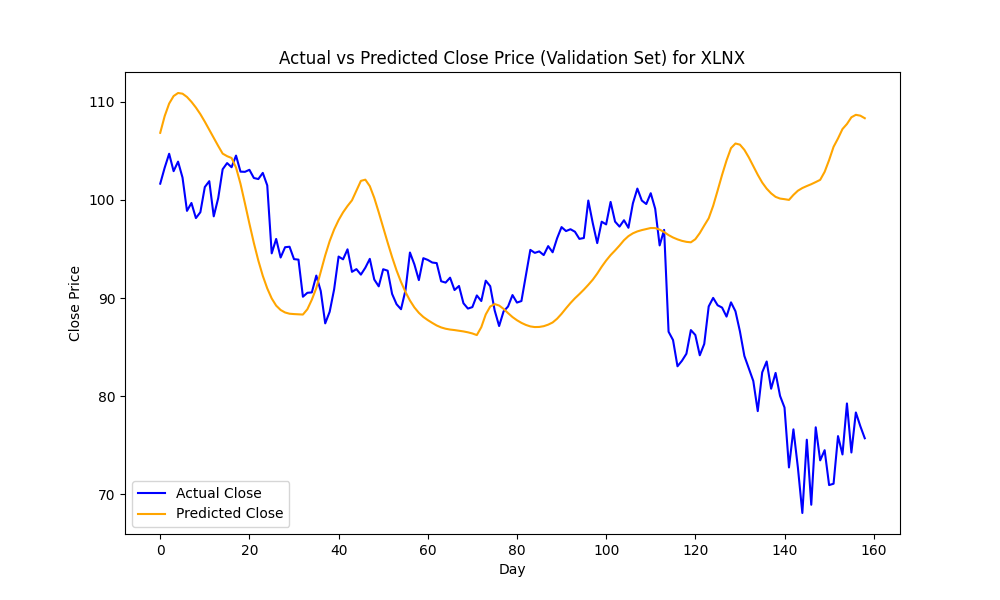 Actual vs Predicted Close Price (Validation Set) for XLNX
Close Price
110
100
90
80
70
Actual Close
Predicted Close
0 20 40 60 80 100 120 140 160
Day